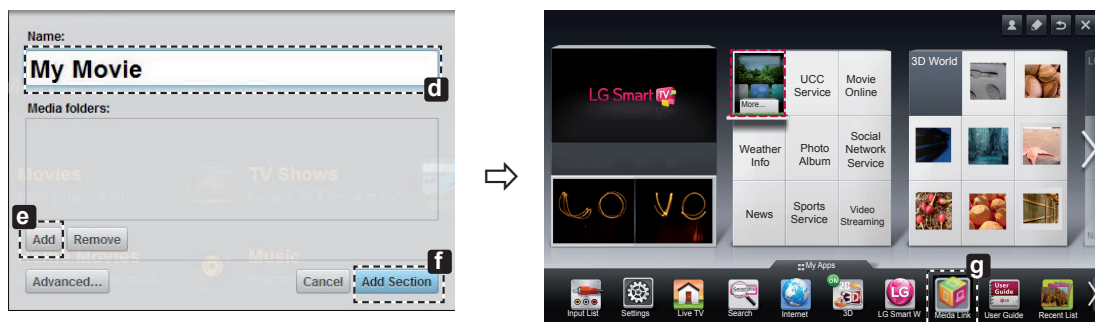 Name:
My Movie
d
Media folders:
Movies
TV Shows
e
Add
Remove
Movies
Music
f
Advanced...
Cancel
Add Section
⇨
LG Smart TV
More...
UCC
Service
Movie
Online
Weather
Info
Photo
Album
Social
Network
Service
News
Sports
Service
Video
Streaming
3D World
My Apps
g
Input List
Settings
Live TV
Search
Internet
ON
3D
LG Smart W
Meida Link
User
Guide
User Guide
Recent List